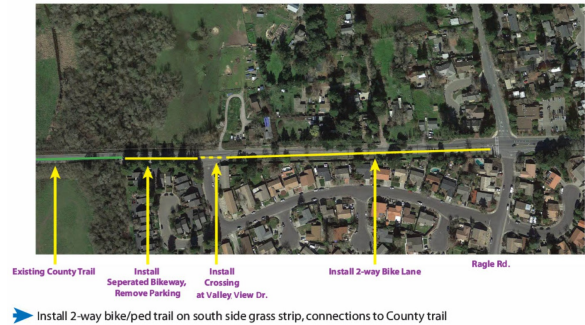 Existing County Trail
Install
Seperated Bikeway,
Remove Parking
Install
Crossing
at Valley View Dr.
Install 2-way Bike Lane
Ragle Rd.
Install 2-way bike/ped trail on south side grass strip, connections to County trail